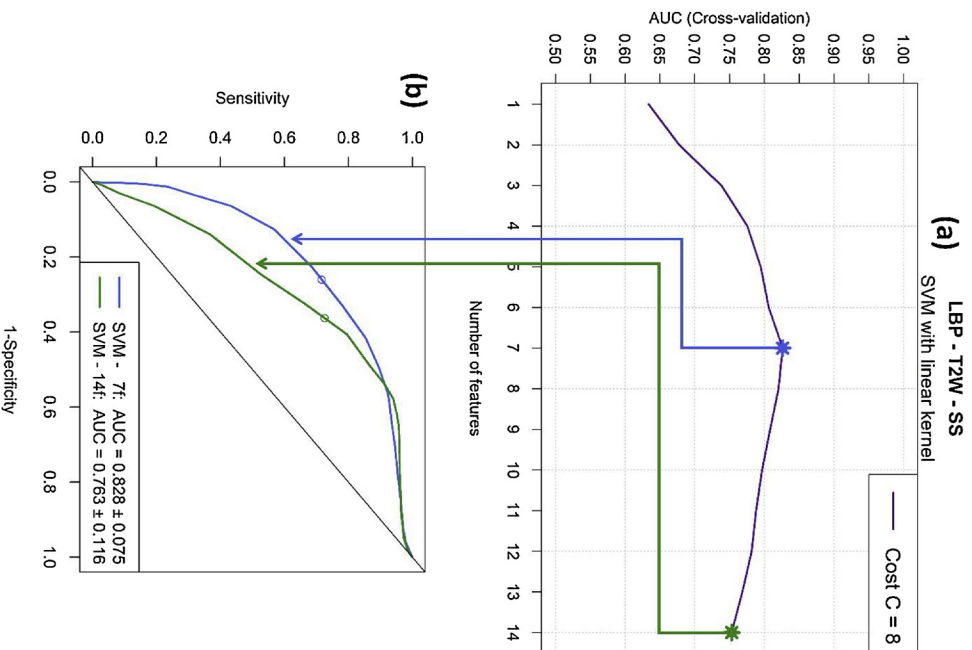 (a)
LBP - T2W - SS
SVM with linear kernel
AUC (Cross-validation)
1.00
0.95
0.90
0.85
0.80
0.75
0.70
0.65
0.60
0.55
0.50
Cost C = 8
1 2 3 4 5 6 7 8 9 10 11 12 13 14
Number of features
(b)
Sensitivity
1.0
0.8
0.6
0.4
0.2
0.0
SVM - 7f: AUC = 0.828 ± 0.075
SVM - 14f: AUC = 0.763 ± 0.116
0.0 0.2 0.4 0.6 0.8 1.0
1-Specificity